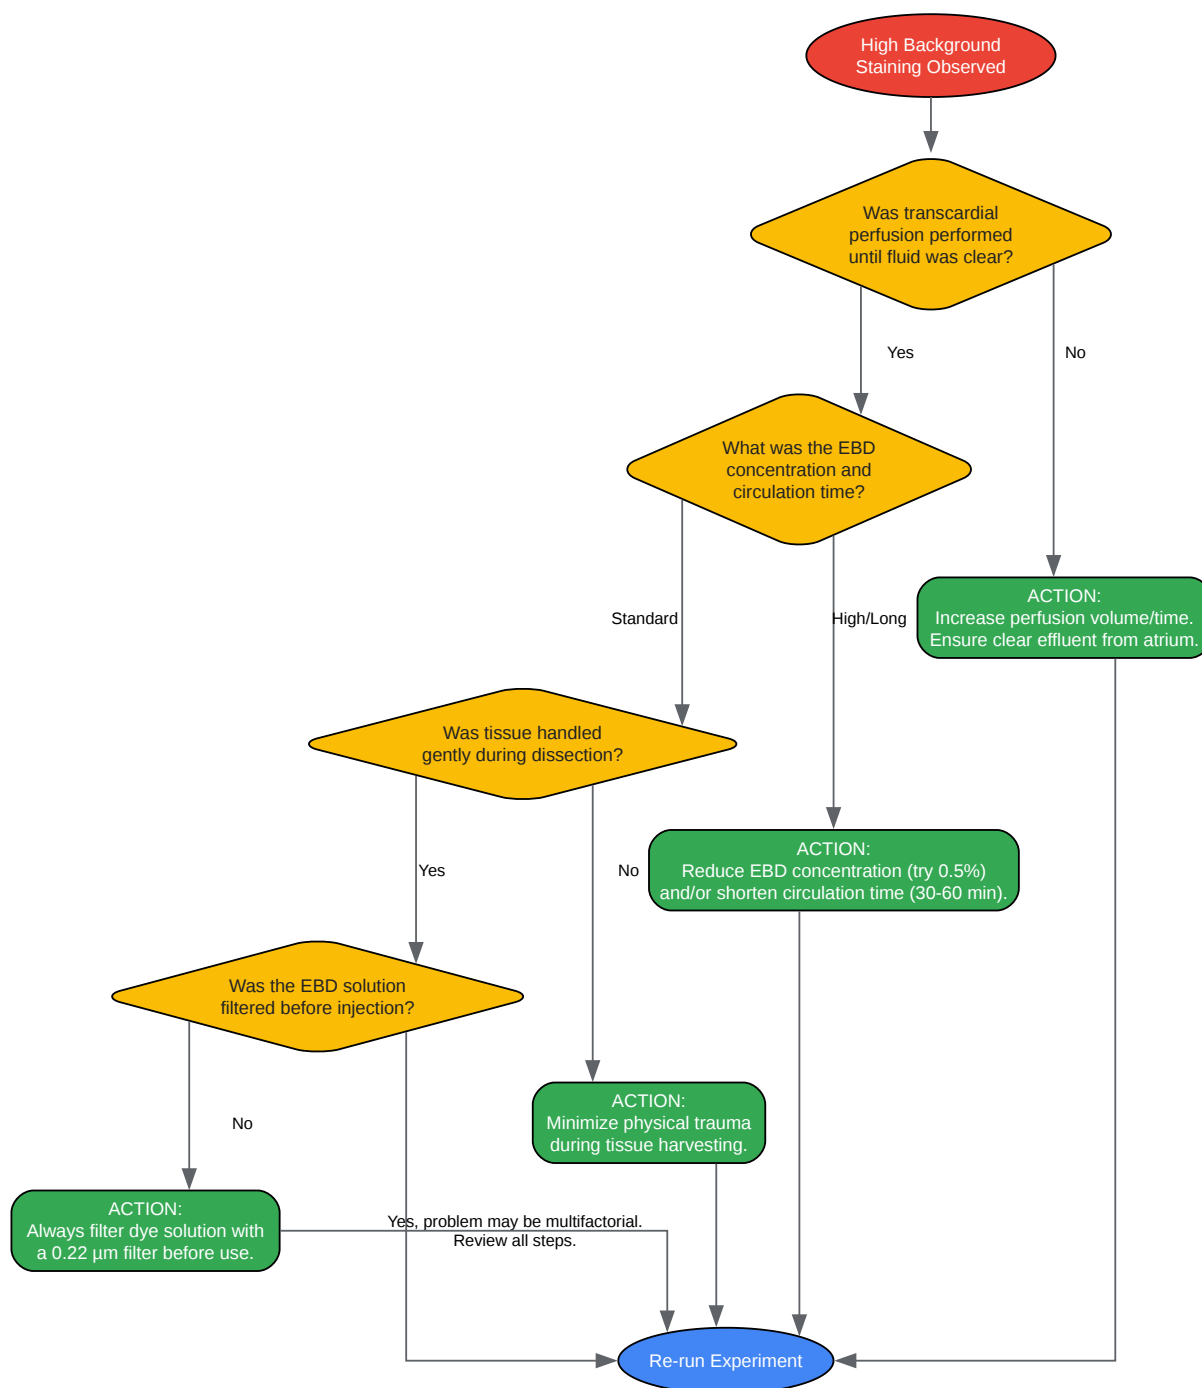 High Background
Staining Observed
Was transcardial
perfusion performed
until fluid was clear?
Yes
No
What was the EBD
concentration and
circulation time?
Standard
High/Long
ACTION:
Increase perfusion volume/time.
Ensure clear effluent from atrium.
Was tissue handled
gently during dissection?
Yes
No
ACTION:
Reduce EBD concentration (try 0.5%)
and/or shorten circulation time (30-60 min).
Was the EBD solution
filtered before injection?
No
ACTION:
Minimize physical trauma
during tissue harvesting.
ACTION:
Always filter dye solution with
a 0.22 µm filter before use.
Yes, problem may be multifactorial.
Review all steps.
Re-run Experiment